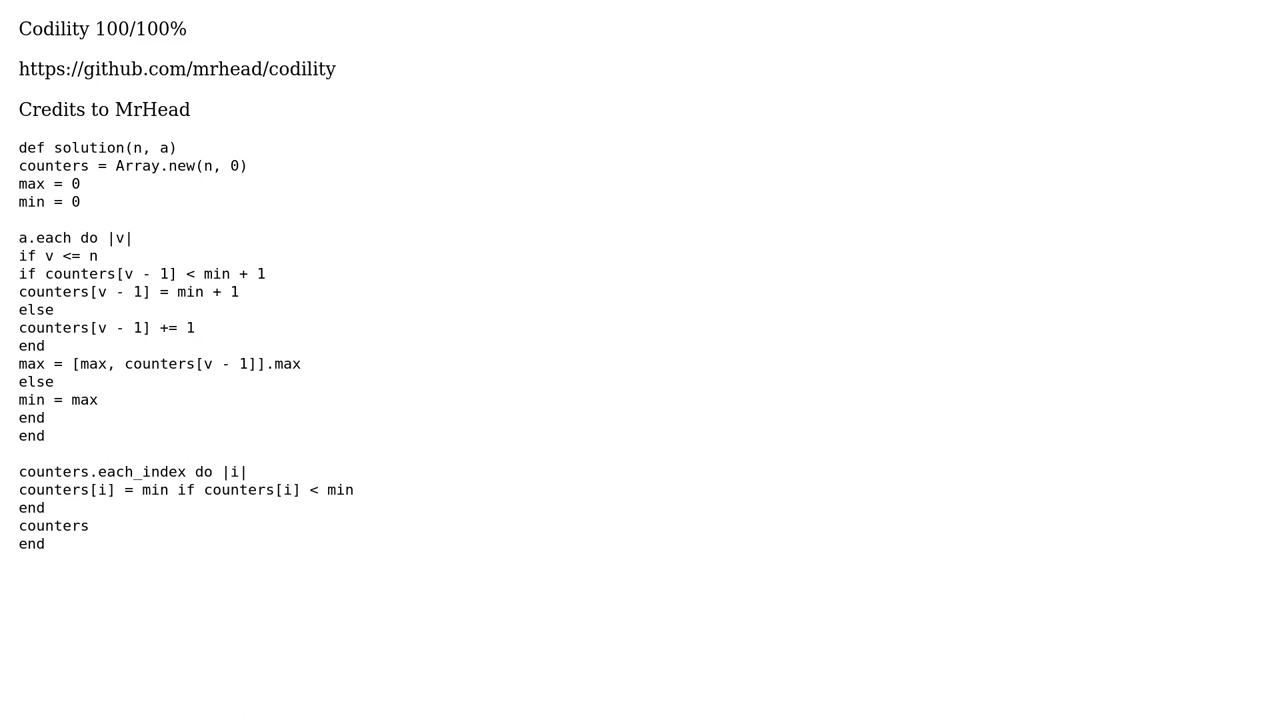 Codility 100/100%
https://github.com/mrhead/codility
Credits to MrHead
def solution(n, a)
counters = Array.new(n, 0)
max = 0
min = 0
a.each do |v|
if v <= n
if counters[v - 1] < min + 1
counters[v - 1] = min + 1
else
counters[v - 1] += 1
end
max = [max, counters[v - 1]].max
else
min = max
end
end
counters.each_index do |i|
counters[i] = min if counters[i] < min
end
counters
end